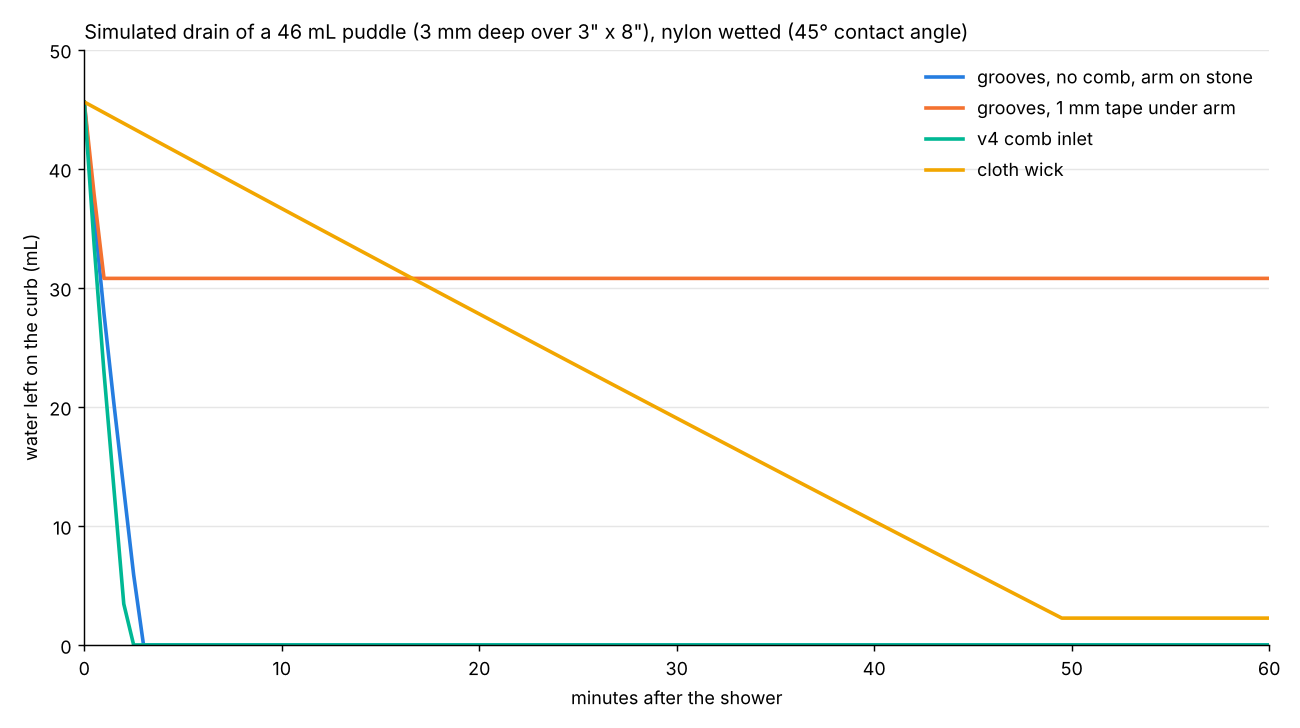 Simulated drain of a 46 mL puddle (3 mm deep over 3" x 8"), nylon wetted (45° contact angle)
grooves, no comb, arm on stone
grooves, 1 mm tape under arm
v4 comb inlet
cloth wick
water left on the curb (mL)
50
40
30
20
10
0
0 10 20 30 40 50 60
minutes after the shower